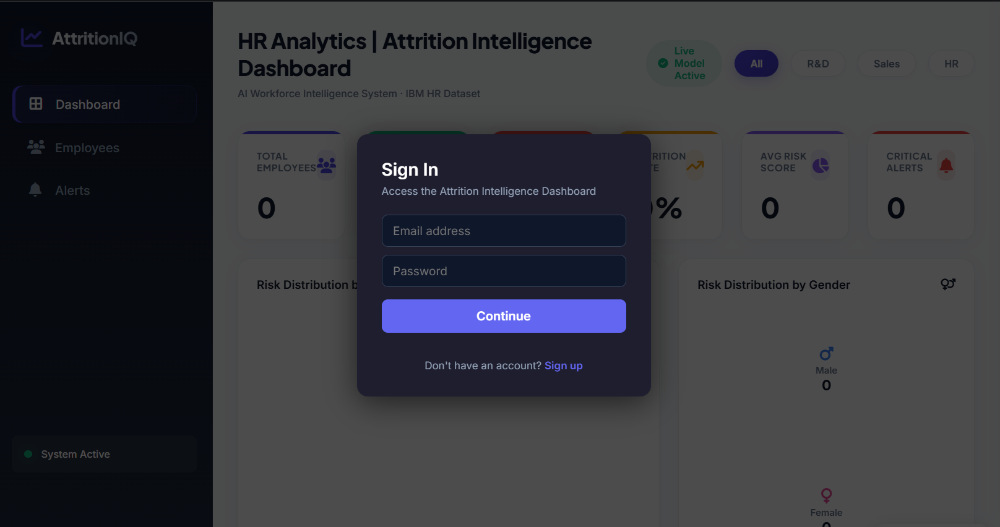 AttritionIQ
Dashboard
Employees
Alerts
System Active
HR Analytics | Attrition Intelligence
Dashboard
AI Workforce Intelligence System · IBM HR Dataset
Live
Model
Active
All
R&D
Sales
HR
TOTAL
EMPLOYEES
0
%
AVG RISK
SCORE
0
CRITICAL
ALERTS
0
Sign In
Access the Attrition Intelligence Dashboard
Email address
Password
Continue
Don't have an account? Sign up
Risk Distribution
Risk Distribution by Gender
Male
0
Female